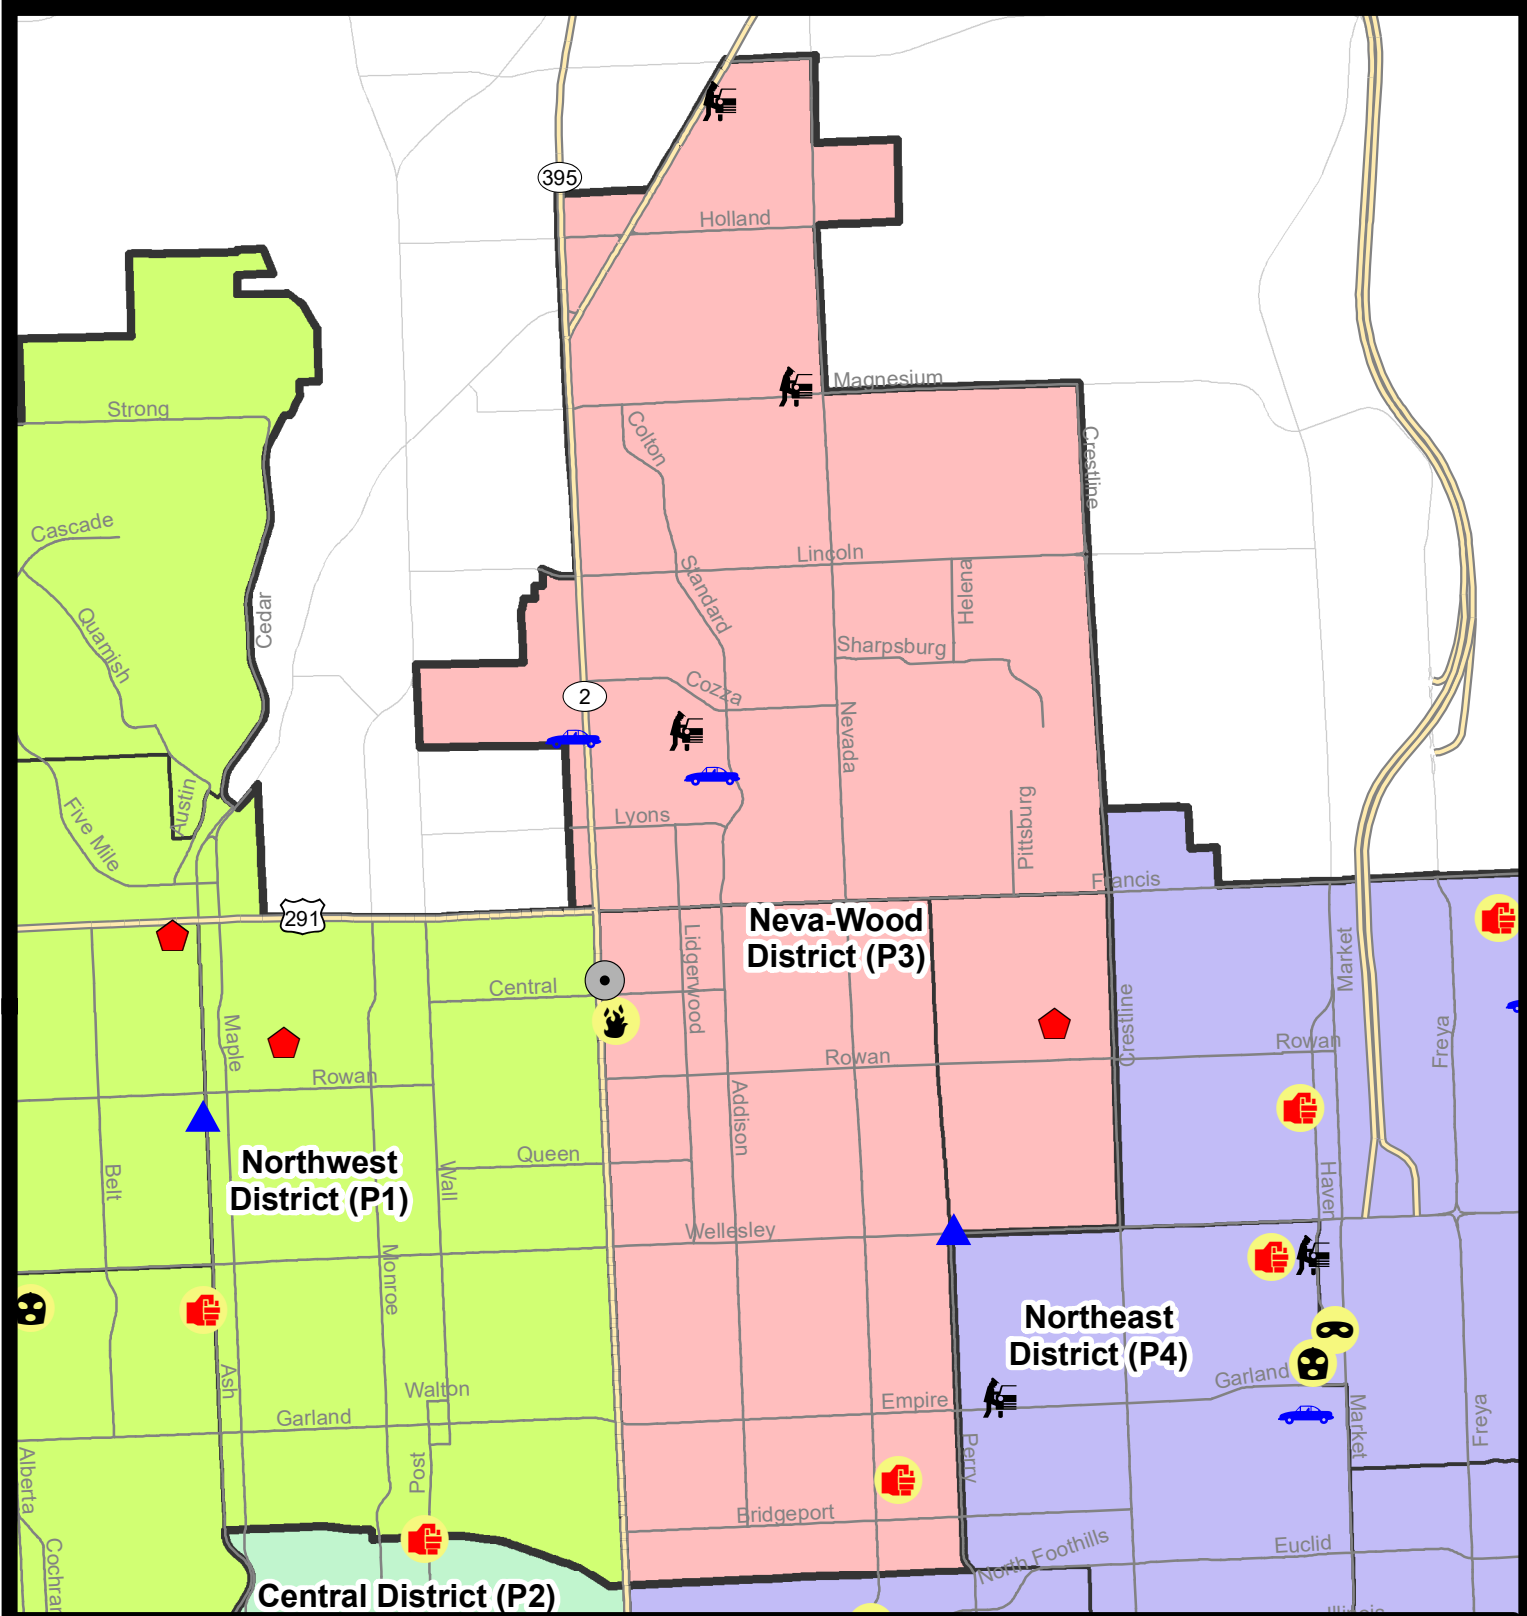 395
Holland
Magnesium
Strong
Colton
Crestline
Cascade
Lincoln
Standard
Helena
Cedar
Quamish
Sharpsburg
Cozza
2
Nevada
Austin
Five Mile
Lyons
Pittsburg
Francis
291
Neva-Wood
District (P3)
Lidgerwood
Market
Central
Maple
Crestline
Freya
Rowan
Rowan
Rowan
Addison
Northwest
District (P1)
Queen
Belt
Wall
Haven
Wellesley
Monroe
Northeast
District (P4)
Ash
Walton
Garland
Garland
Empire
Market
Freya
Post
Perry
Alberta
Bridgeport
Cochran
North Foothills
Euclid
Central District (P2)